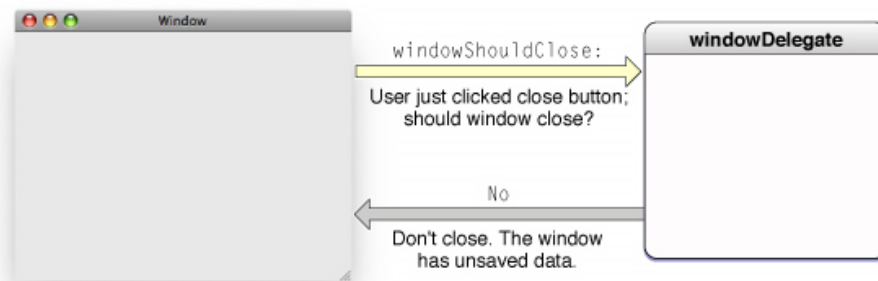 Window
windowShouldClose:
User just clicked close button;
should window close?
windowDelegate
No
Don't close. The window
has unsaved data.